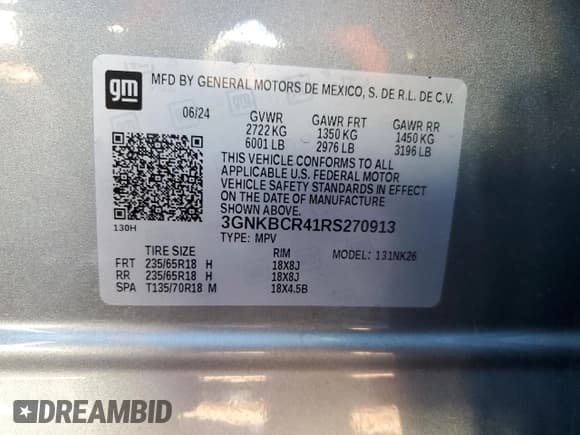 gm MFD BY GENERAL MOTORS DE MEXICO, S. DE R.L. DE C.V.
06/24 GVWR GAWR FRT GAWR RR
2722 KG 1350 KG 1450 KG
6001 LB 2976 LB 3196 LB
THIS VEHICLE CONFORMS TO ALL
APPLICABLE U.S. FEDERAL MOTOR
VEHICLE SAFETY STANDARDS IN EFFECT
ON THE DATE OF MANUFACTURE
SHOWN ABOVE.
3GNKBCR41RS270913
130H TYPE: MPV MODEL: 131NK26
TIRE SIZE RIM
FRT 235/65R18 H 18X8J
RR 235/65R18 H 18X8J
SPA T135/70R18 M 18X4.5B
DREAMBID